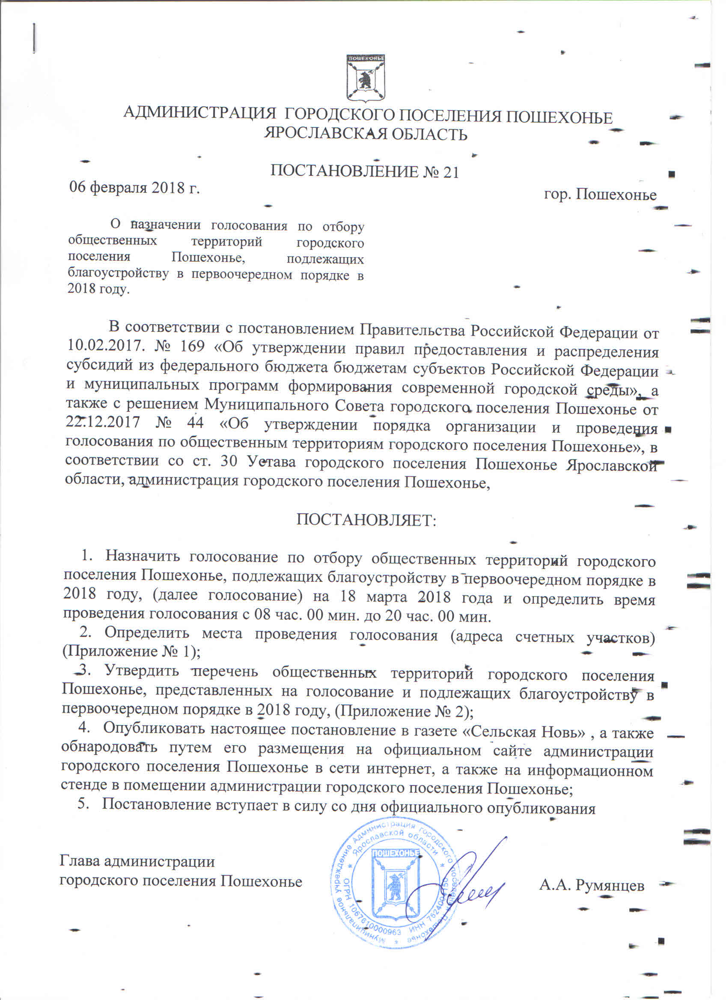 ПОШЕХОНЬЕ
АДМИНИСТРАЦИЯ ГОРОДСКОГО ПОСЕЛЕНИЯ ПОШЕХОНЬЕ
ЯРОСЛАВСКАЯ ОБЛАСТЬ
ПОСТАНОВЛЕНИЕ № 21
06 февраля 2018 г.
гор. Пошехонье
О назначении голосования по отбору
общественных территорий городского
поселения Пошехонье, подлежащих
благоустройству в первоочередном порядке в
2018 году.
В соответствии с постановлением Правительства Российской Федерации от
10.02.2017. № 169 «Об утверждении правил предоставления и распределения
субсидий из федерального бюджета бюджетам субъектов Российской Федерации
и муниципальных программ формирования современной городской среды», а
также с решением Муниципального Совета городского поселения Пошехонье от
22.12.2017 № 44 «Об утверждении порядка организации и проведения
голосования по общественным территориям городского поселения Пошехонье», в
соответствии со ст. 30 Устава городского поселения Пошехонье Ярославской
области, администрация городского поселения Пошехонье,
ПОСТАНОВЛЯЕТ:
1. Назначить голосование по отбору общественных территорий городского
поселения Пошехонье, подлежащих благоустройству в первоочередном порядке в
2018 году, (далее голосование) на 18 марта 2018 года и определить время
проведения голосования с 08 час. 00 мин. до 20 час. 00 мин.
2. Определить места проведения голосования (адреса счетных участков)
(Приложение № 1);
3. Утвердить перечень общественных территорий городского поселения
Пошехонье, представленных на голосование и подлежащих благоустройству в
первоочередном порядке в 2018 году, (Приложение № 2);
4. Опубликовать настоящее постановление в газете «Сельская Новь» , а также
обнародовать путем его размещения на официальном сайте администрации
городского поселения Пошехонье в сети интернет, а также на информационном
стенде в помещении администрации городского поселения Пошехонье;
5. Постановление вступает в силу со дня официального опубликования
Глава администрации
городского поселения Пошехонье
А.А. Румянцев
Муниципальное учреждение Администрация городского поселения Пошехонье
Ярославской области
ОГРН 1067610000963 ИНН
ПОШЕХОНЬЕ